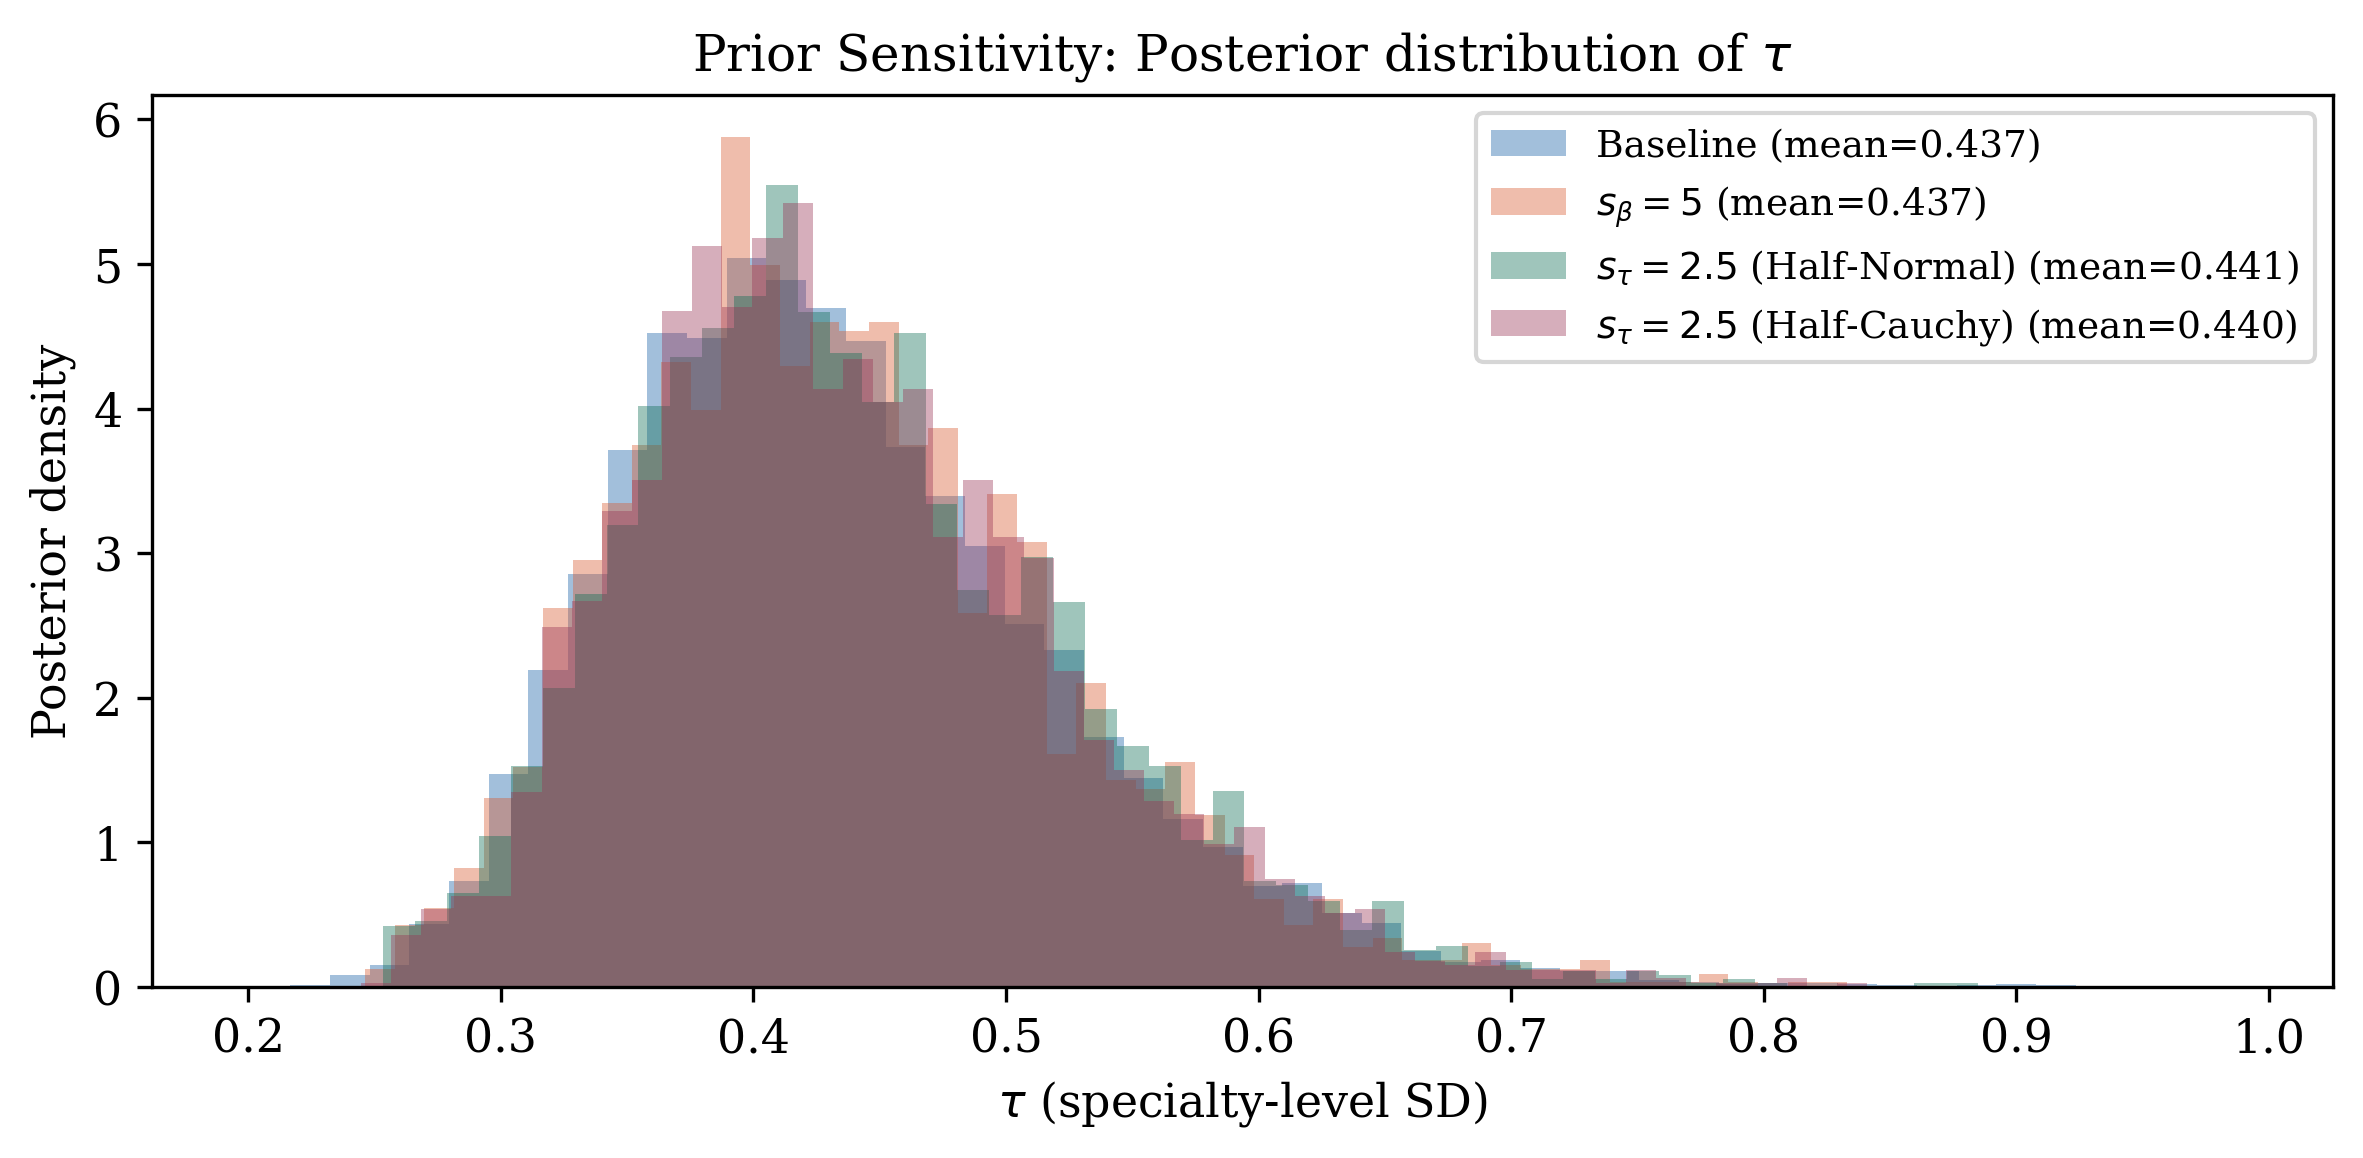 Prior Sensitivity: Posterior distribution of τ
Baseline (mean=0.437)
s_β = 5 (mean=0.437)
s_τ = 2.5 (Half-Normal) (mean=0.441)
s_τ = 2.5 (Half-Cauchy) (mean=0.440)
Posterior density
6
5
4
3
2
1
0
0.2 0.3 0.4 0.5 0.6 0.7 0.8 0.9 1.0
τ (specialty-level SD)